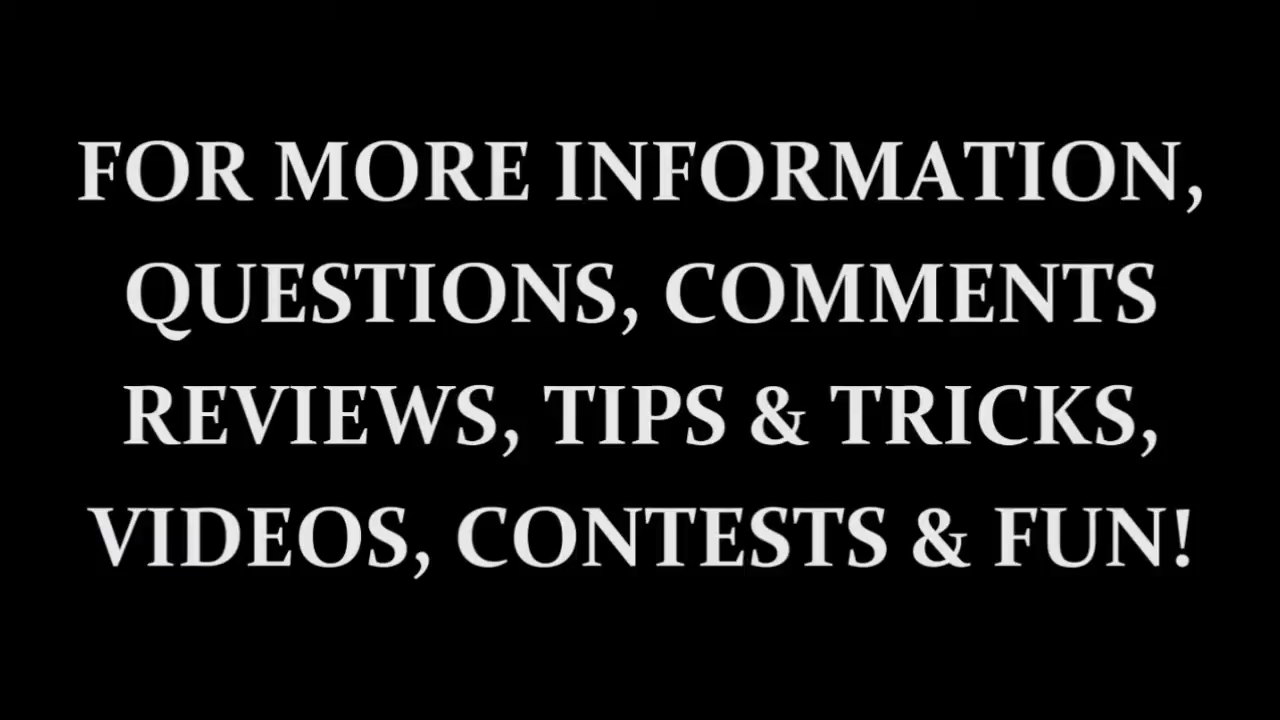 FOR MORE INFORMATION,
QUESTIONS, COMMENTS
REVIEWS, TIPS & TRICKS,
VIDEOS, CONTESTS & FUN!